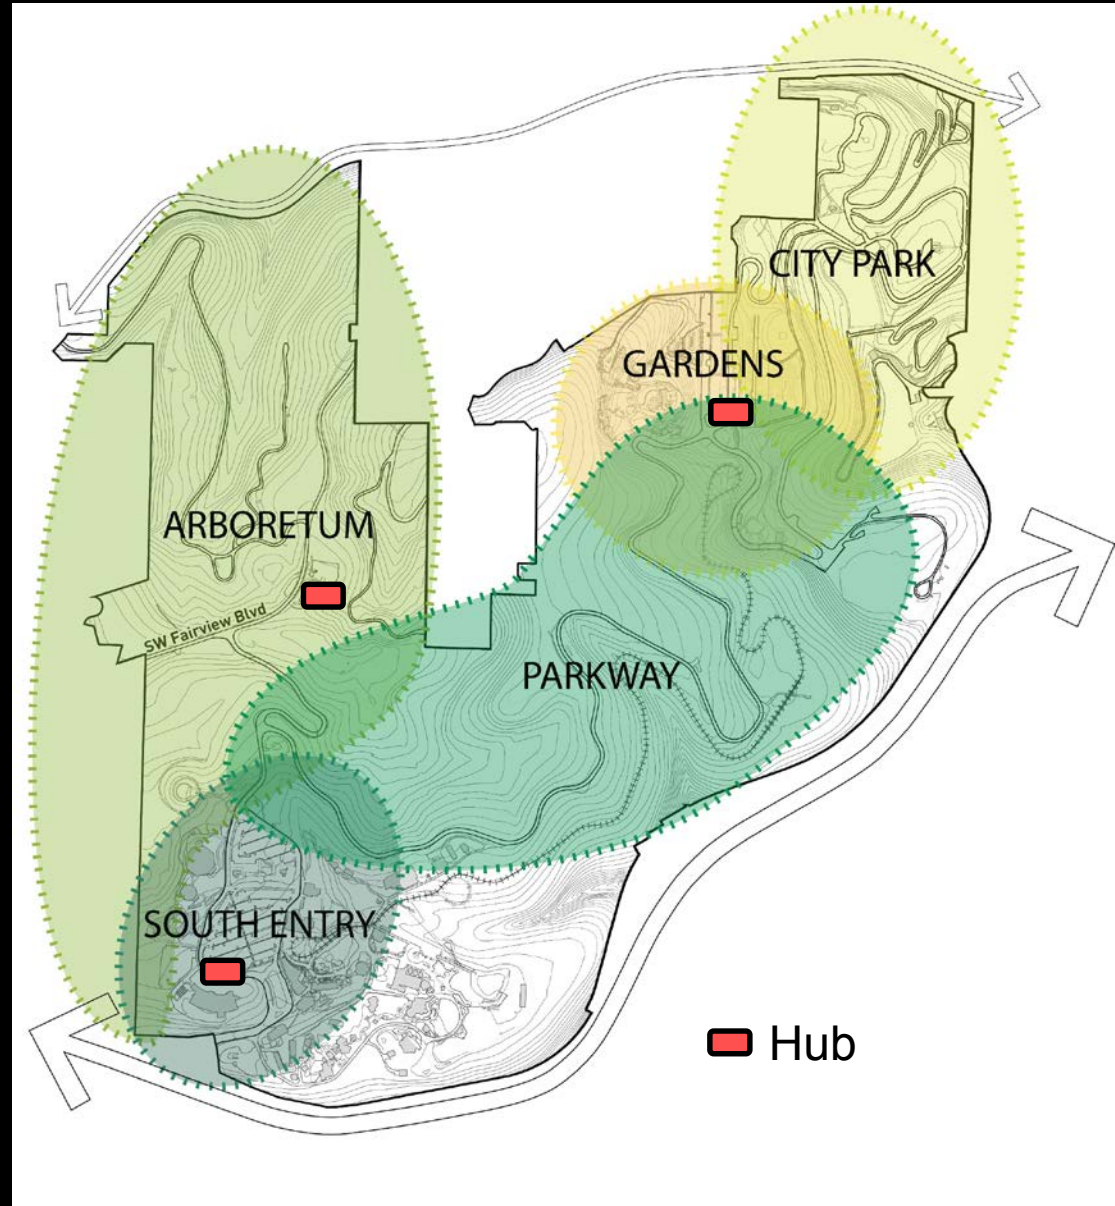 CITY PARK
GARDENS
ARBORETUM
SW Fairview Blvd
PARKWAY
SOUTH ENTRY
Hub